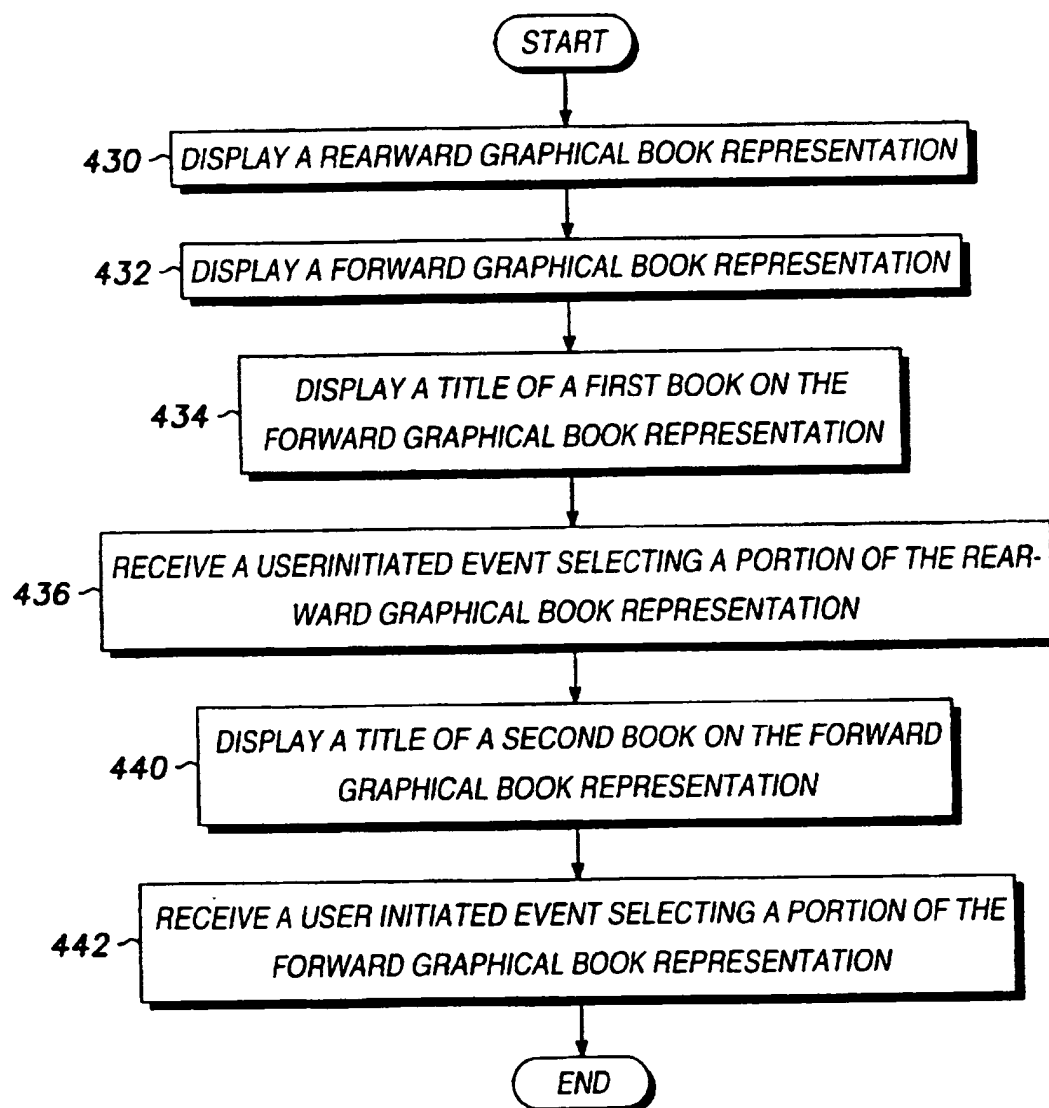 START
430 DISPLAY A REARWARD GRAPHICAL BOOK REPRESENTATION
432 DISPLAY A FORWARD GRAPHICAL BOOK REPRESENTATION
DISPLAY A TITLE OF A FIRST BOOK ON THE
434
FORWARD GRAPHICAL BOOK REPRESENTATION
RECEIVE A USERINITIATED EVENT SELECTING A PORTION OF THE REAR-
436
WARD GRAPHICAL BOOK REPRESENTATION
DISPLAY A TITLE OF A SECOND BOOK ON THE FORWARD
440
GRAPHICAL BOOK REPRESENTATION
RECEIVE A USER INITIATED EVENT SELECTING A PORTION OF THE
442
FORWARD GRAPHICAL BOOK REPRESENTATION
END